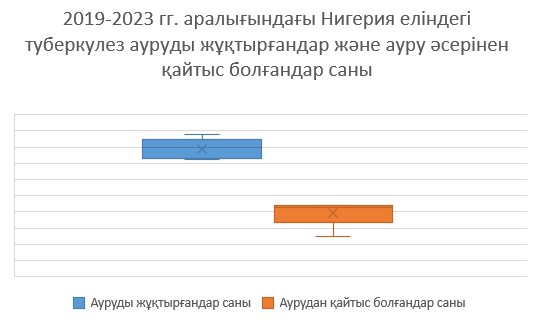 2019-2023 гг. аралығындағы Нигерия еліндегі
туберкулез ауруды жұқтырғандар және ауру әсерінен
қайтыс болғандар саны
Ауруды жұқтырғандар саны
Аурудан қайтыс болғандар саны